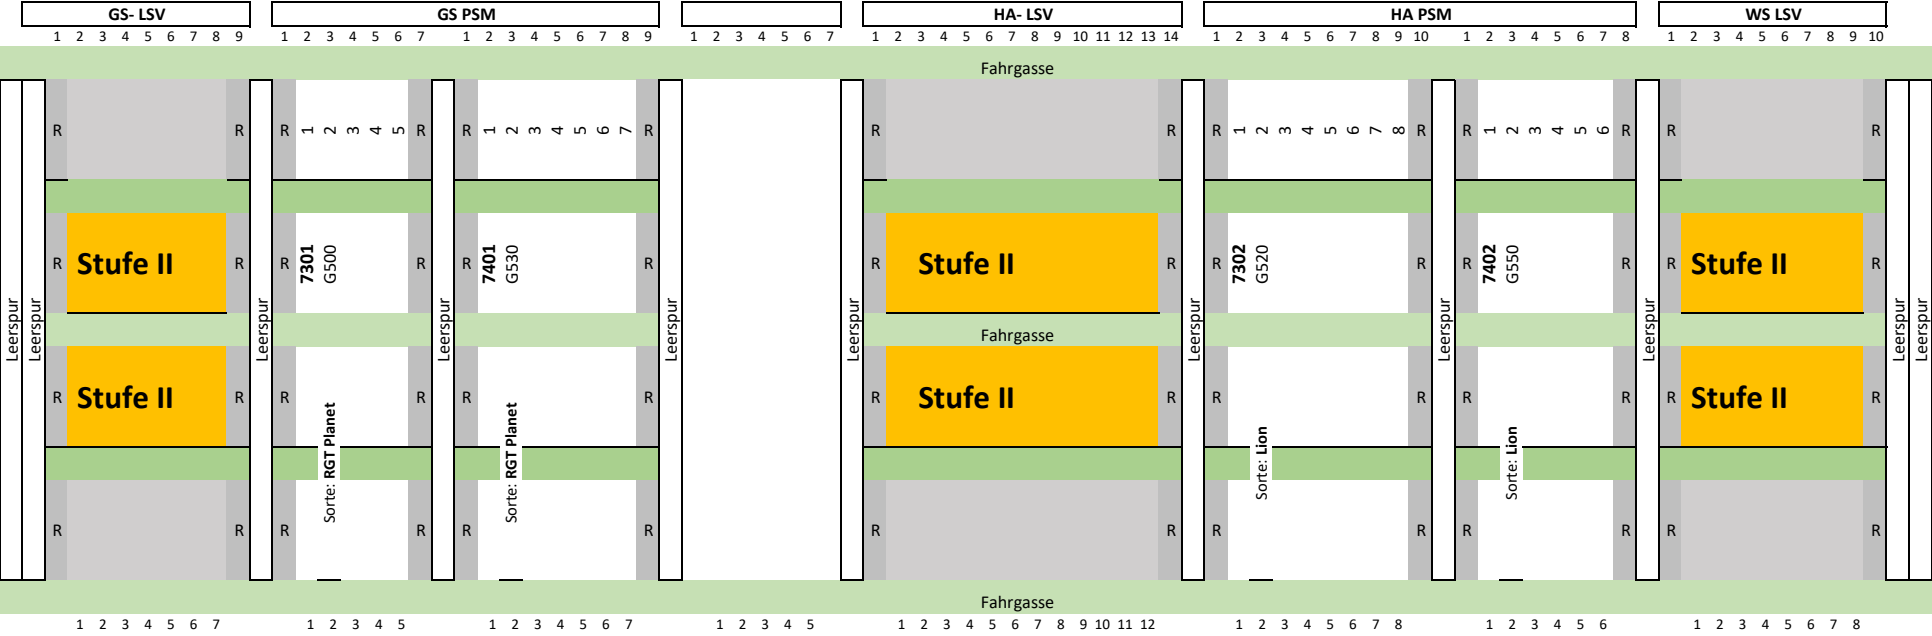 GS- LSV GS PSM HA- LSV HA PSM WS LSV
1 2 3 4 5 6 7 8 9 1 2 3 4 5 6 7 1 2 3 4 5 6 7 8 9 1 2 3 4 5 6 7 1 2 3 4 5 6 7 8 9 10 11 12 13 14 1 2 3 4 5 6 7 8 9 10 1 2 3 4 5 6 7 8 1 2 3 4 5 6 7 8 9 10
Fahrgasse
R R R 1 2 3 4 5 R R 1 2 3 4 5 6 7 R R R R 1 2 3 4 5 6 7 8 R R 1 2 3 4 5 6 R R R
R Stufe II R R 7301 G500 R R 7401 G530 R R Stufe II R R 7302 G520 R R 7402 G550 R R Stufe II R
Leerspur Leerspur Leerspur Leerspur Leerspur Leerspur Leerspur Leerspur Leerspur Leerspur Leerspur
Fahrgasse
R Stufe II R R R R R R Stufe II R R R R R R Stufe II R
Sorte: RGT Planet Sorte: RGT Planet Sorte: Lion Sorte: Lion
R R R R R R R R R R R R R R
Fahrgasse
1 2 3 4 5 6 7 1 2 3 4 5 1 2 3 4 5 6 7 1 2 3 4 5 1 2 3 4 5 6 7 8 9 10 11 12 1 2 3 4 5 6 7 8 1 2 3 4 5 6 1 2 3 4 5 6 7 8